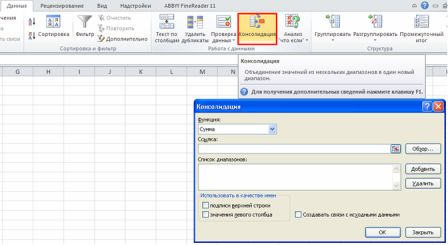 Данные Рецензирование Вид Надстройки ABBYY FineReader 11
Сортировка
Фильтр
Очистить
Повторить
Дополнительно
Текст по столбцам
Удалить дубликаты
Проверка данных
Консолидация
Анализ "что если"
Группировать
Разгруппировать
Промежуточный итог
Сортировка и фильтр
Работа с данными
Структура
G H I J K L M N
Консолидация
Объединение значений из нескольких диапазонов в один новый диапазон.
Для получения дополнительных сведений нажмите клавишу F1.
Консолидация
Функция:
Сумма
Ссылка:
Обзор...
Список диапазонов:
Добавить
Удалить
Использовать в качестве имен
подписи верхней строки
значения левого столбца
Создавать связи с исходными данными
ОК
Закрыть